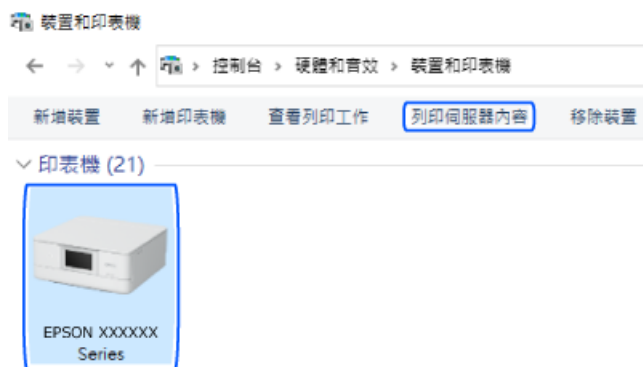 裝置和印表機
控制台 › 硬體和音效 › 裝置和印表機
新增裝置 新增印表機 查看列印工作 列印伺服器內容 移除裝置
印表機 (21)
EPSON XXXXXX
Series